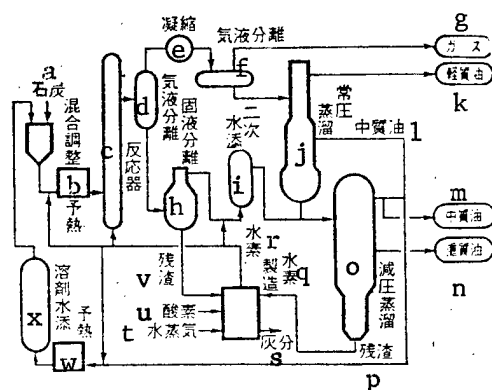 a
石炭
混合調整
b
予熱
c
反応器
d
気液分離
凝縮
e
気液分離
f
g
ガス
軽質油
k
固液分離
h
二次水添
i
常圧蒸溜
j
中質油
l
m
中質油
重質油
n
o
減圧蒸溜
残渣
p
水素
q
水素製造
r
残渣
v
酸素
u
水蒸気
t
灰分
s
溶剤水添
x
予熱
w